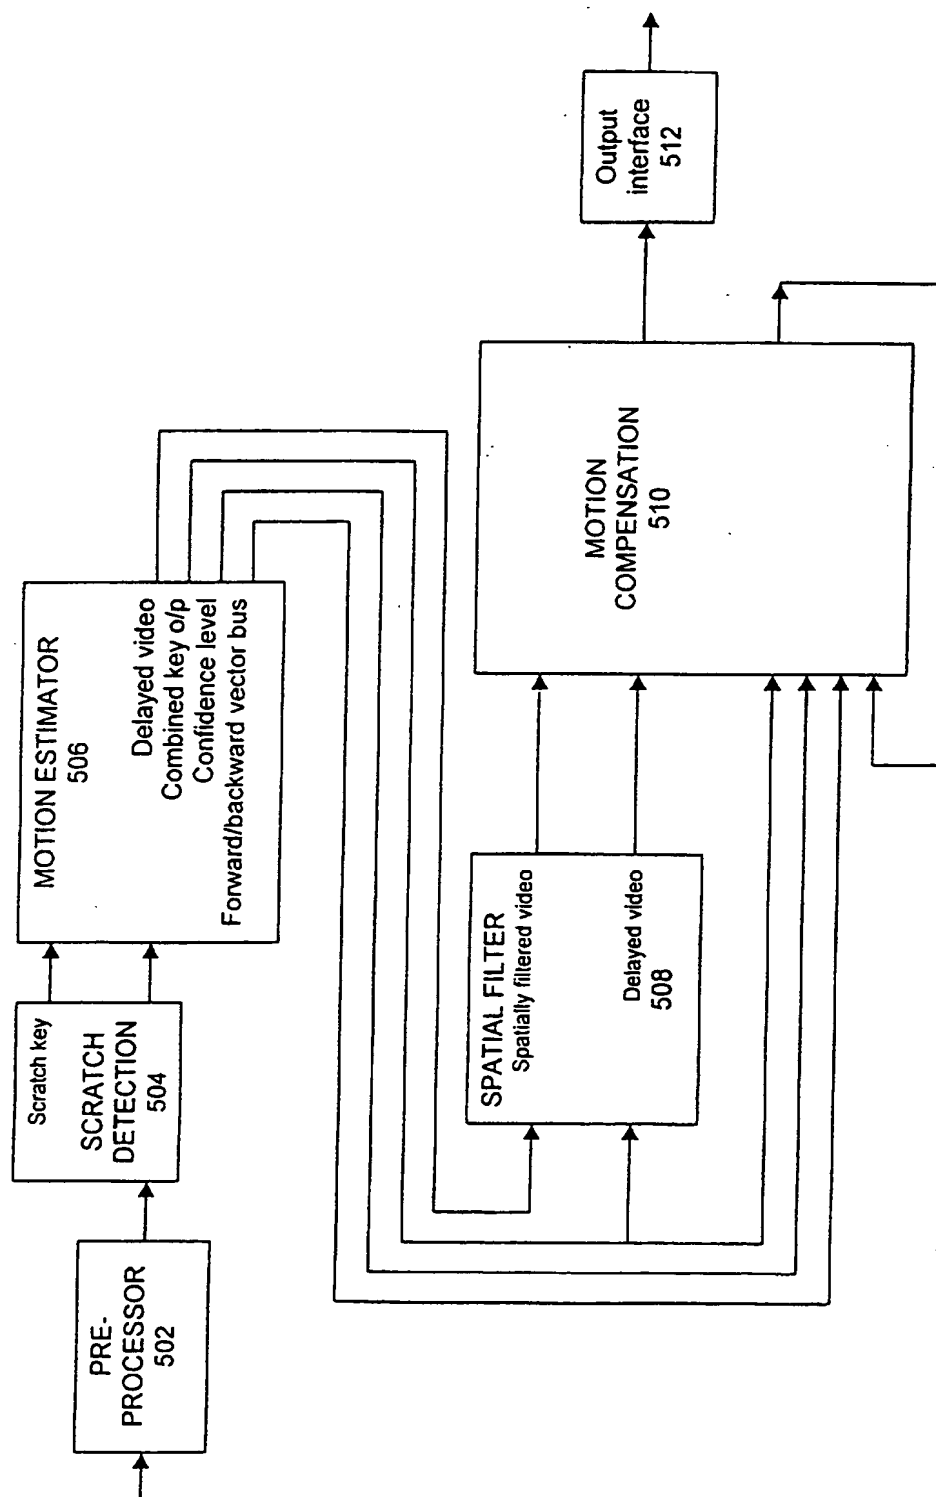 PRE-
PROCESSOR
502
Scratch key
SCRATCH
DETECTION
504
MOTION ESTIMATOR
506
Delayed video
Combined key o/p
Confidence level
Forward/backward vector bus
SPATIAL FILTER
Spatially filtered video
Delayed video
508
MOTION
COMPENSATION
510
Output
interface
512